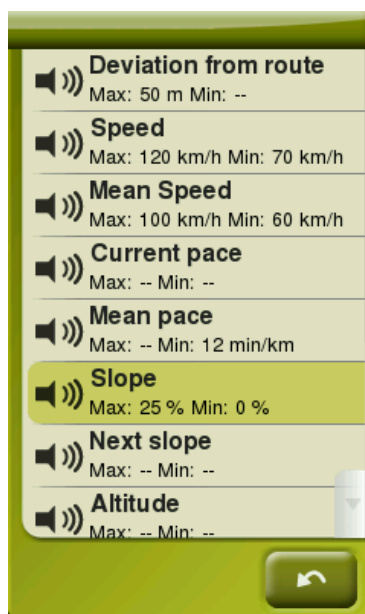 Deviation from route
Max: 50 m Min: --
Speed
Max: 120 km/h Min: 70 km/h
Mean Speed
Max: 100 km/h Min: 60 km/h
Current pace
Max: -- Min: --
Mean pace
Max: -- Min: 12 min/km
Slope
Max: 25 % Min: 0 %
Next slope
Max: -- Min: --
Altitude
Max: -- Min: --